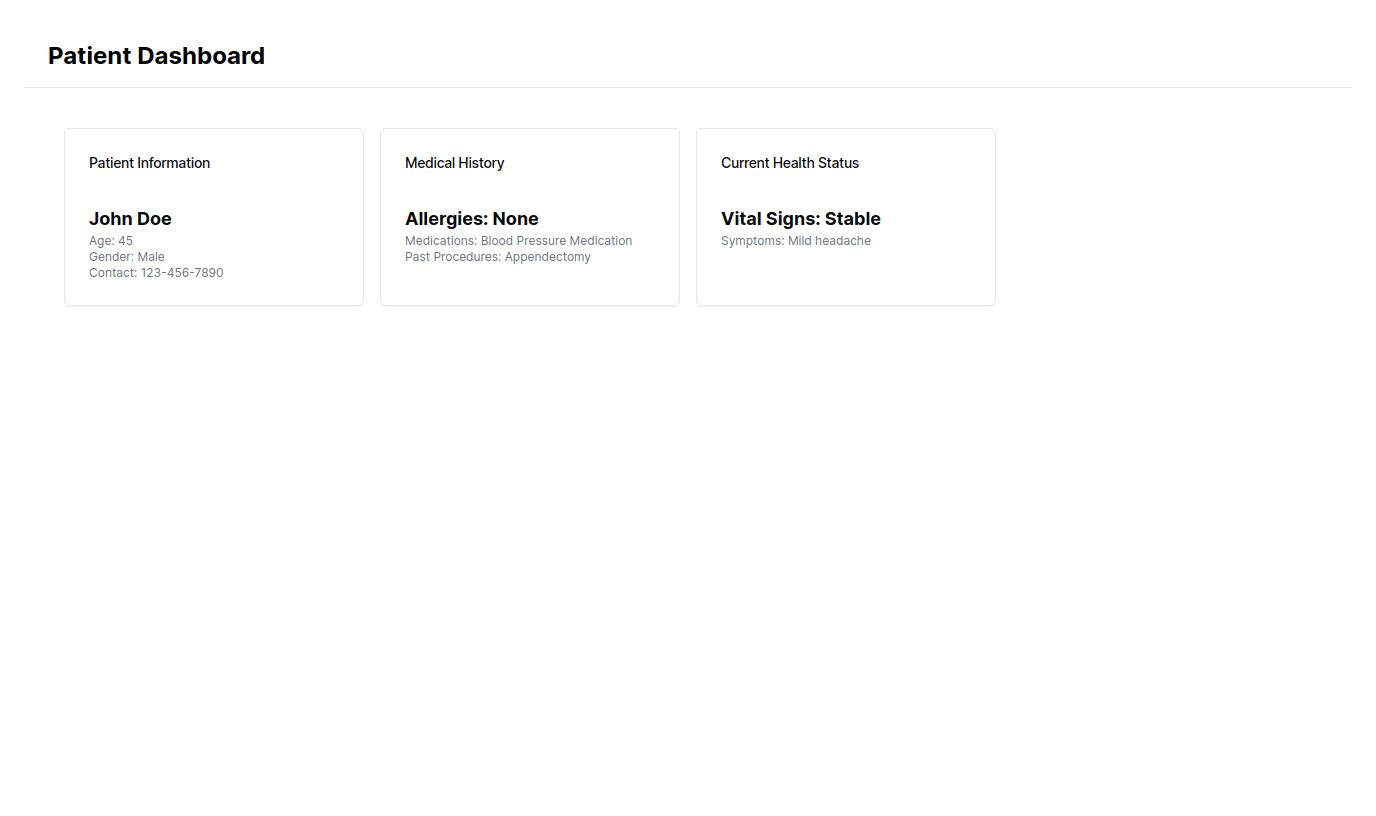 Patient Dashboard
Patient Information
John Doe
Age: 45
Gender: Male
Contact: 123-456-7890
Medical History
Allergies: None
Medications: Blood Pressure Medication
Past Procedures: Appendectomy
Current Health Status
Vital Signs: Stable
Symptoms: Mild headache